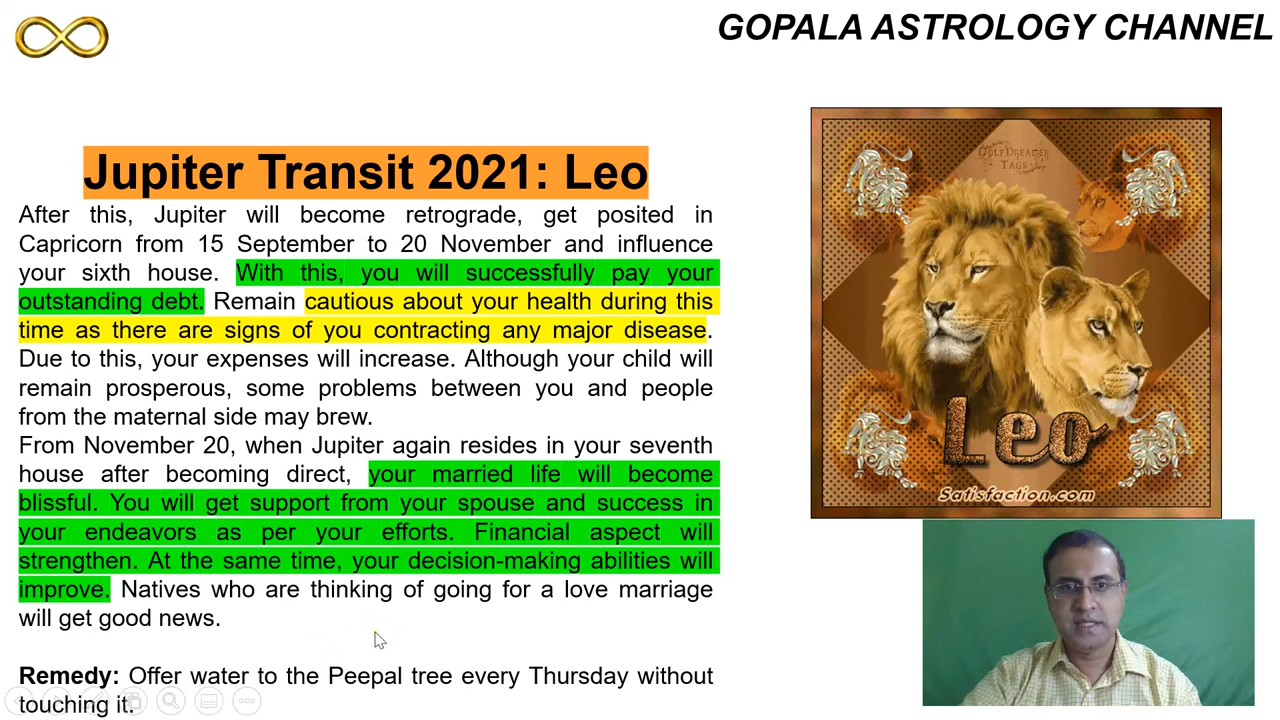 GOPALA ASTROLOGY CHANNEL
Jupiter Transit 2021: Leo
After this, Jupiter will become retrograde, get posited in
Capricorn from 15 September to 20 November and influence
your sixth house. With this, you will successfully pay your
outstanding debt. Remain cautious about your health during this
time as there are signs of you contracting any major disease.
Due to this, your expenses will increase. Although your child will
remain prosperous, some problems between you and people
from the maternal side may brew.
From November 20, when Jupiter again resides in your seventh
house after becoming direct, your married life will become
blissful. You will get support from your spouse and success in
your endeavors as per your efforts. Financial aspect will
strengthen. At the same time, your decision-making abilities will
improve. Natives who are thinking of going for a love marriage
will get good news.
Remedy: Offer water to the Peepal tree every Thursday without
touching it.
WolfDreamer
Tags
Leo
Satisfaction.com